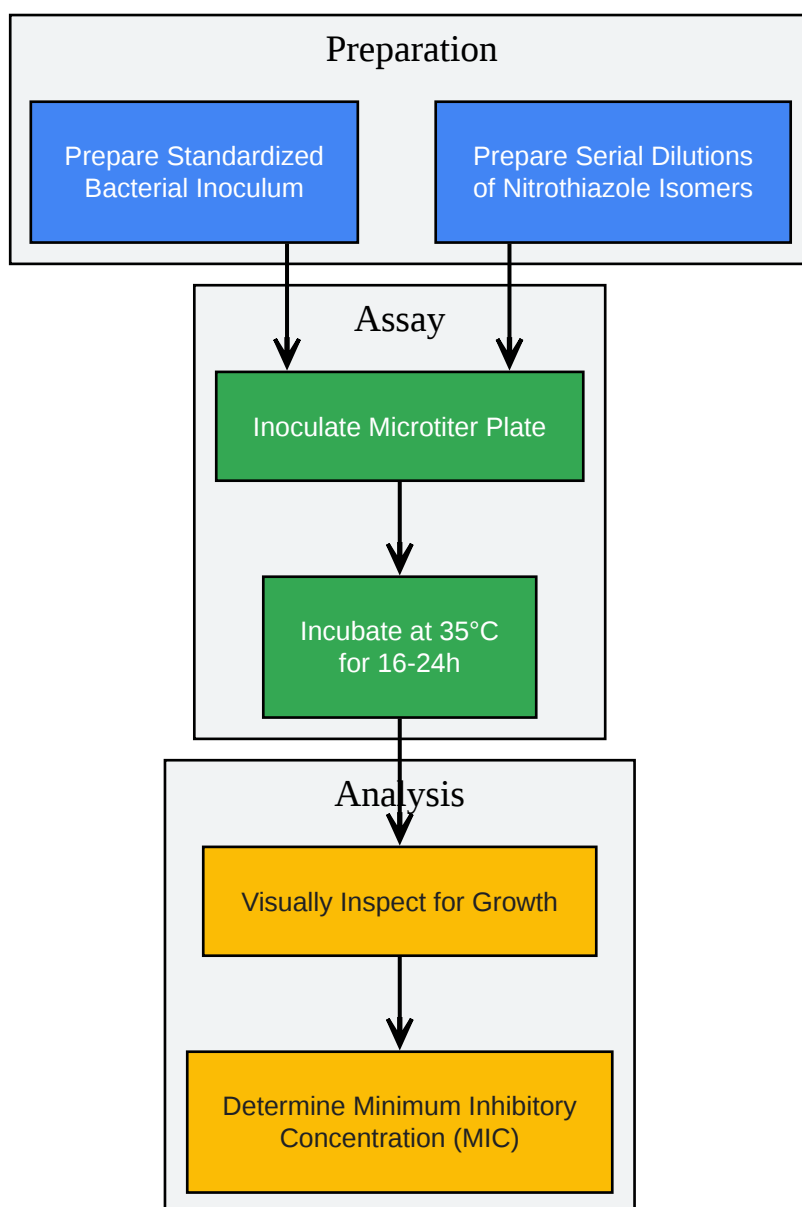 Preparation
Prepare Standardized
Bacterial Inoculum
Prepare Serial Dilutions
of Nitrothiazole Isomers
Assay
Inoculate Microtiter Plate
Incubate at 35°C
for 16-24h
Analysis
Visually Inspect for Growth
Determine Minimum Inhibitory
Concentration (MIC)